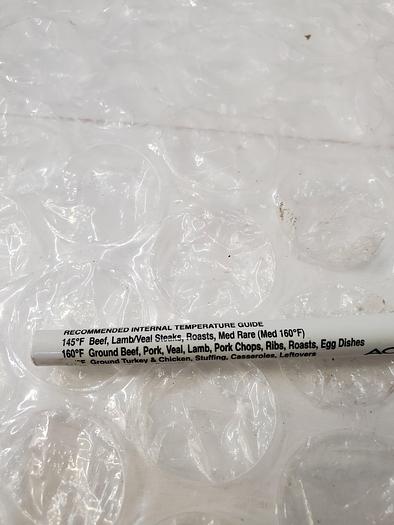 RECOMMENDED INTERNAL TEMPERATURE GUIDE
145°F Beef, Lamb/Veal Steaks, Roasts, Med Rare (Med 160°F)
160°F Ground Beef, Pork, Veal, Lamb, Pork Chops, Ribs, Roasts, Egg Dishes
°F Ground Turkey & Chicken, Stuffing, Casseroles, Leftovers